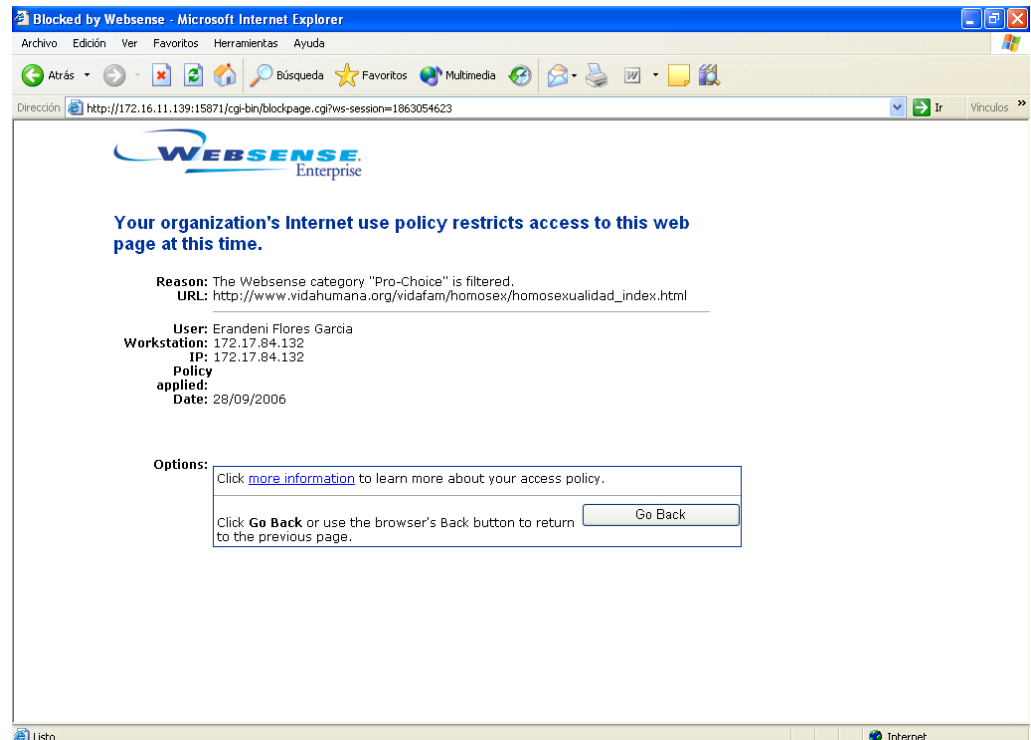 Blocked by Websense - Microsoft Internet Explorer
Archivo Edición Ver Favoritos Herramientas Ayuda
Atrás Búsqueda Favoritos Multimedia
Dirección http://172.16.11.139:15871/cgi-bin/blockpage.cgi?ws-session=1863054623 Ir Vínculos »
WEBSENSE.
Enterprise
Your organization's Internet use policy restricts access to this web
page at this time.
Reason: The Websense category "Pro-Choice" is filtered.
URL: http://www.vidahumana.org/vidafam/homosex/homosexualidad_index.html
User: Erandeni Flores Garcia
Workstation: 172.17.84.132
IP: 172.17.84.132
Policy
applied:
Date: 28/09/2006
Options:
Click more information to learn more about your access policy.
Click Go Back or use the browser's Back button to return
to the previous page.
Go Back
Listo Internet